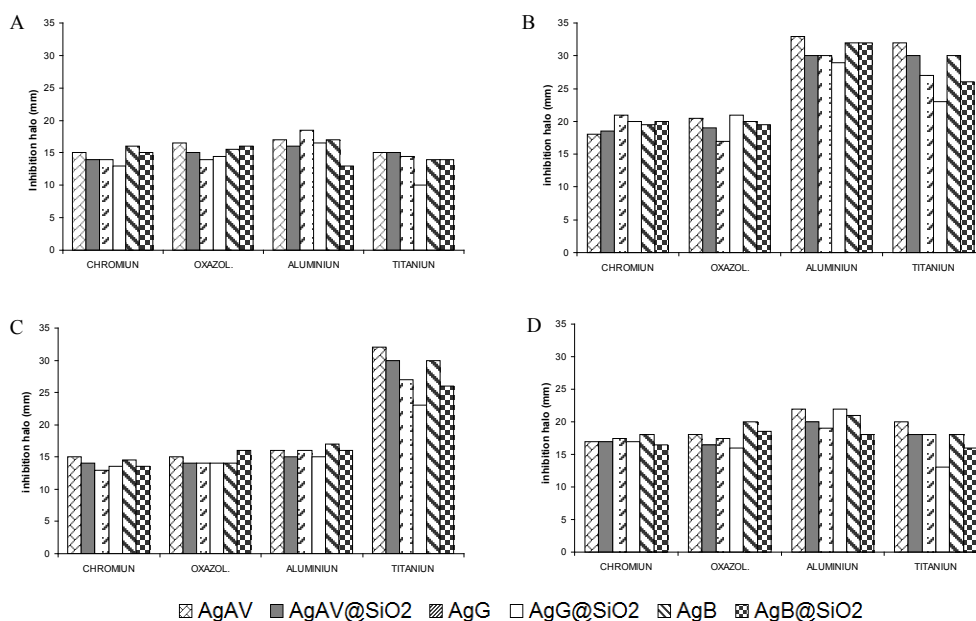 A
Inhibition halo (mm)
35
30
25
20
15
10
5
0
CHROMIUN OXAZOL. ALUMINIUN TITANIUN
B
inhibition halo (mm)
35
30
25
20
15
10
5
0
CHROMIUN OXAZOL. ALUMINIUN TITANIUN
C
inhibition halo (mm)
35
30
25
20
15
10
5
0
CHROMIUN OXAZOL. ALUMINIUN TITANIUN
D
inhibition halo (mm)
35
30
25
20
15
10
5
0
CHROMIUN OXAZOL. ALUMINIUN TITANIUN
AgAV AgAV@SiO2 AgG AgG@SiO2 AgB AgB@SiO2